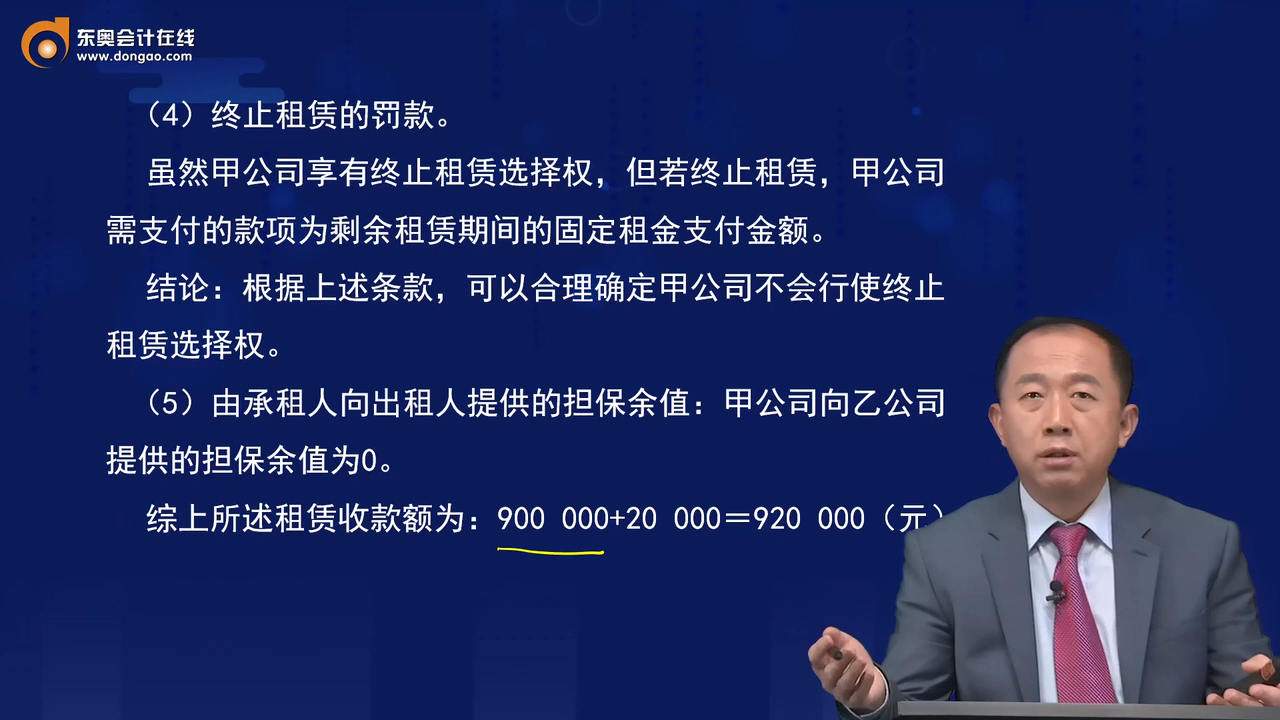 东奥会计在线
www.dongao.com
（4）终止租赁的罚款。
虽然甲公司享有终止租赁选择权，但若终止租赁，甲公司
需支付的款项为剩余租赁期间的固定租金支付金额。
结论：根据上述条款，可以合理确定甲公司不会行使终止
租赁选择权。
（5）由承租人向出租人提供的担保余值：甲公司向乙公司
提供的担保余值为0。
综上所述租赁收款额为：900 000+20 000＝920 000（元）